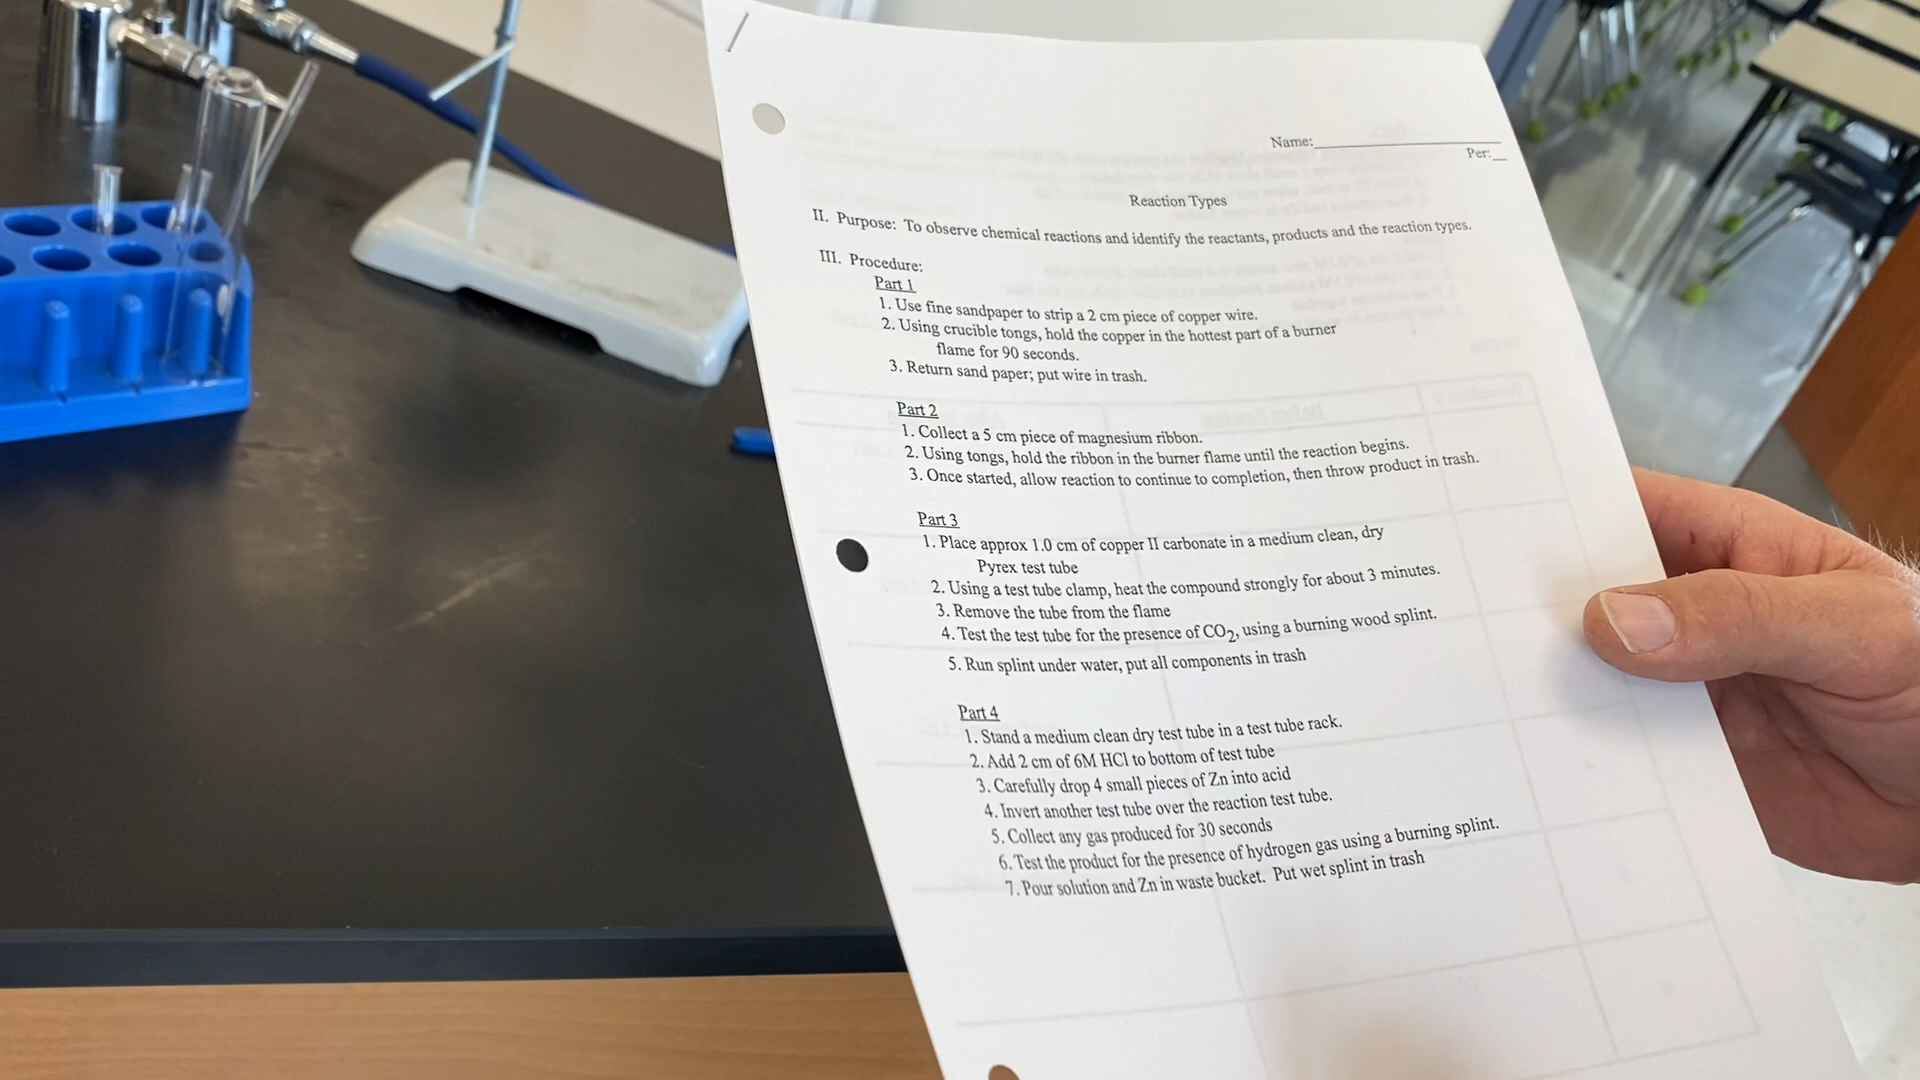 Name:
Per:
Reaction Types
II. Purpose: To observe chemical reactions and identify the reactants, products and the reaction types.
III. Procedure:
Part 1
1. Use fine sandpaper to strip a 2 cm piece of copper wire.
2. Using crucible tongs, hold the copper in the hottest part of a burner
flame for 90 seconds.
3. Return sand paper; put wire in trash.
Part 2
1. Collect a 5 cm piece of magnesium ribbon.
2. Using tongs, hold the ribbon in the burner flame until the reaction begins.
3. Once started, allow reaction to continue to completion, then throw product in trash.
Part 3
1. Place approx 1.0 cm of copper II carbonate in a medium clean, dry
Pyrex test tube
2. Using a test tube clamp, heat the compound strongly for about 3 minutes.
3. Remove the tube from the flame
4. Test the test tube for the presence of CO₂, using a burning wood splint.
5. Run splint under water, put all components in trash
Part 4
1. Stand a medium clean dry test tube in a test tube rack.
2. Add 2 cm of 6M HCl to bottom of test tube
3. Carefully drop 4 small pieces of Zn into acid
4. Invert another test tube over the reaction test tube.
5. Collect any gas produced for 30 seconds
6. Test the product for the presence of hydrogen gas using a burning splint.
7. Pour solution and Zn in waste bucket. Put wet splint in trash